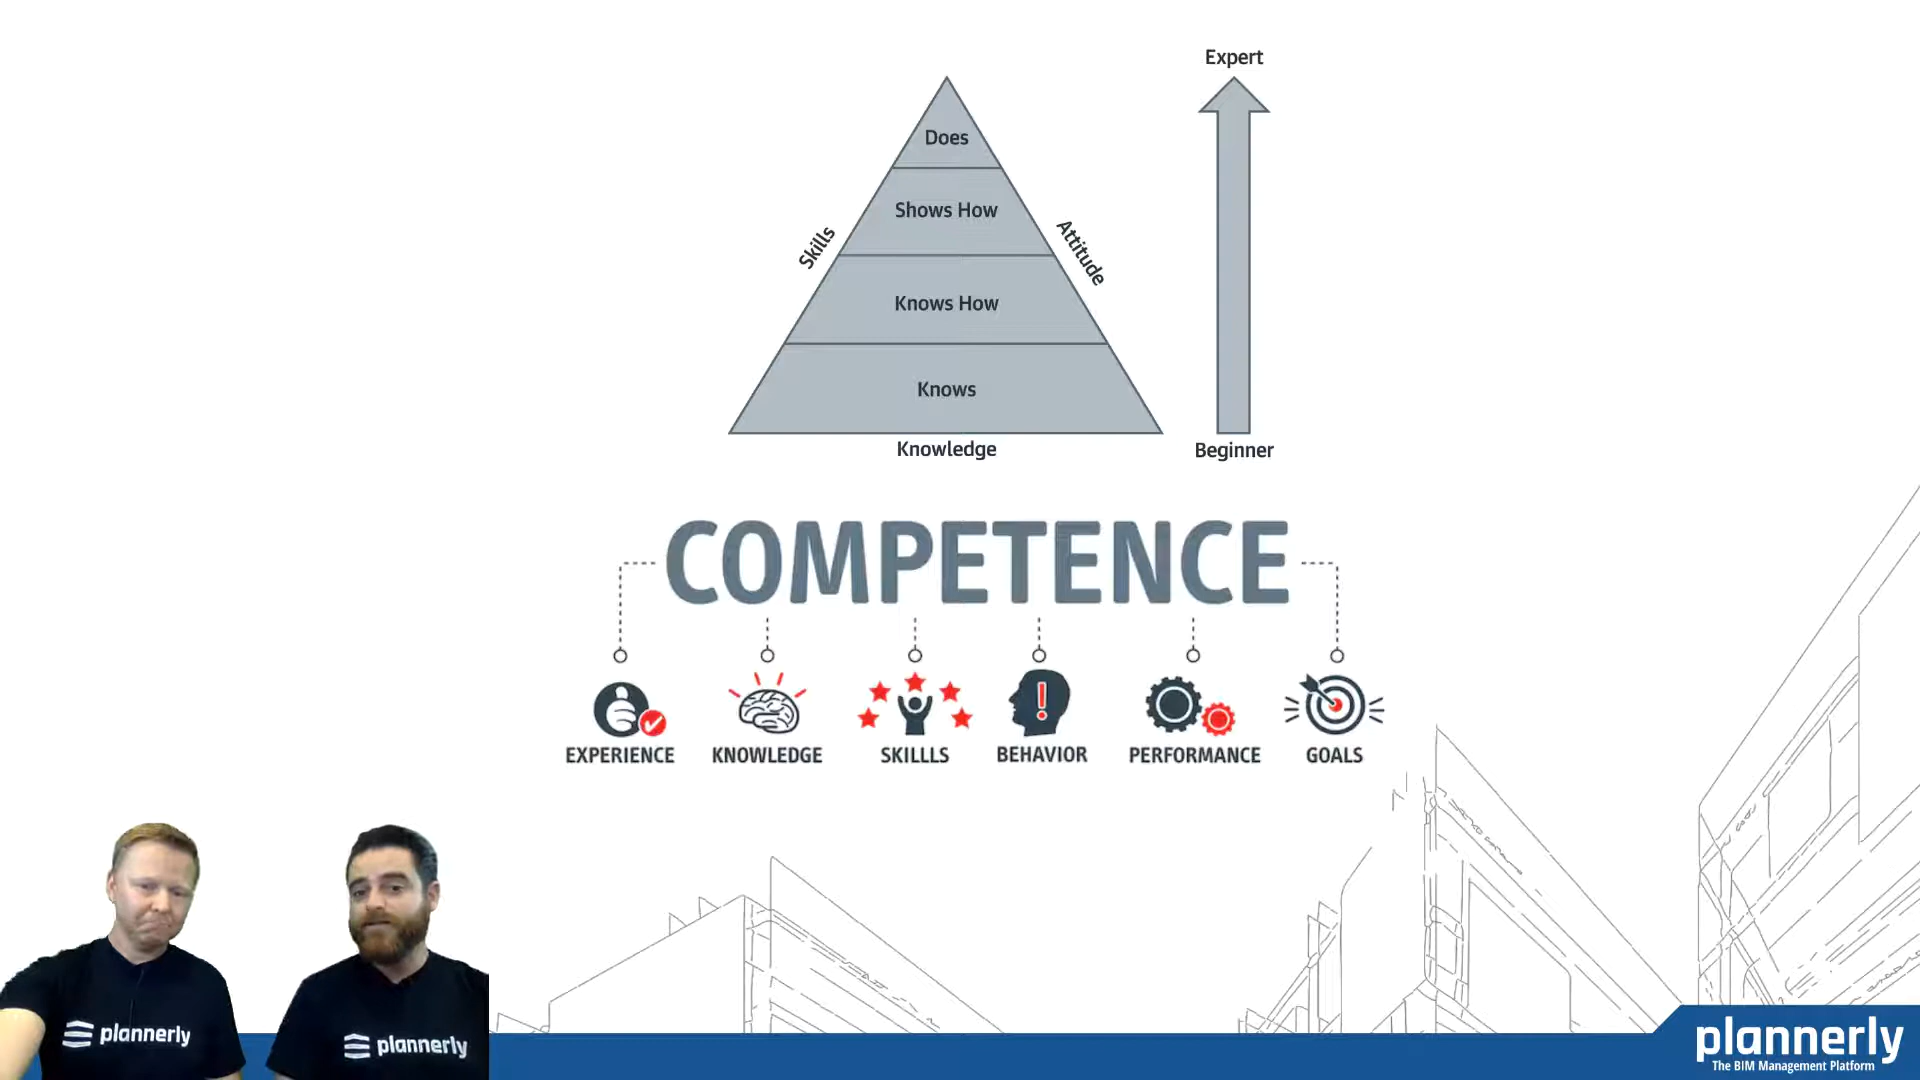 Expert
Does
Shows How
Skills
Attitude
Knows How
Knows
Knowledge
Beginner
COMPETENCE
EXPERIENCE
KNOWLEDGE
SKILLLS
BEHAVIOR
PERFORMANCE
GOALS
plannerly
plannerly
plannerly
The BIM Management Platform